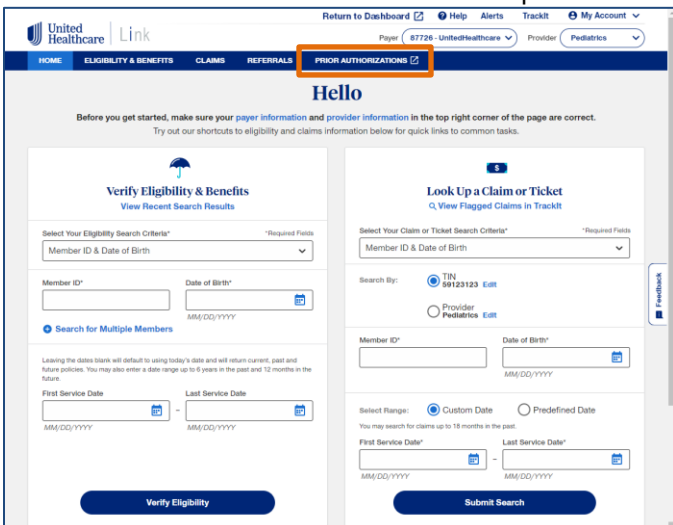 Return to Dashboard Help Alerts TrackIt My Account
United
Healthcare Link
Payer 87726 - UnitedHealthcare Provider Pediatrics
HOME ELIGIBILITY & BENEFITS CLAIMS REFERRALS PRIOR AUTHORIZATIONS
Hello
Before you get started, make sure your payer information and provider information in the top right corner of the page are correct.
Try out our shortcuts to eligibility and claims information below for quick links to common tasks.
Verify Eligibility & Benefits
View Recent Search Results
Select Your Eligibility Search Criteria* *Required Fields
Member ID & Date of Birth
Member ID* Date of Birth*
MM/DD/YYYY
Search for Multiple Members
Leaving the dates blank will default to using today's date and will return current, past and
future policies. You may also enter a date range up to 6 years in the past and 12 months in the
future.
First Service Date Last Service Date
-
MM/DD/YYYY MM/DD/YYYY
Verify Eligibility
$
Look Up a Claim or Ticket
View Flagged Claims in TrackIt
Select Your Claim or Ticket Search Criteria* *Required Fields
Member ID & Date of Birth
Search By: TIN
59123123 Edit
Provider
Pediatrics Edit
Member ID* Date of Birth*
MM/DD/YYYY
Select Range: Custom Date Predefined Date
You may search for claims up to 18 months in the past.
First Service Date* Last Service Date*
-
MM/DD/YYYY MM/DD/YYYY
Submit Search
Feedback